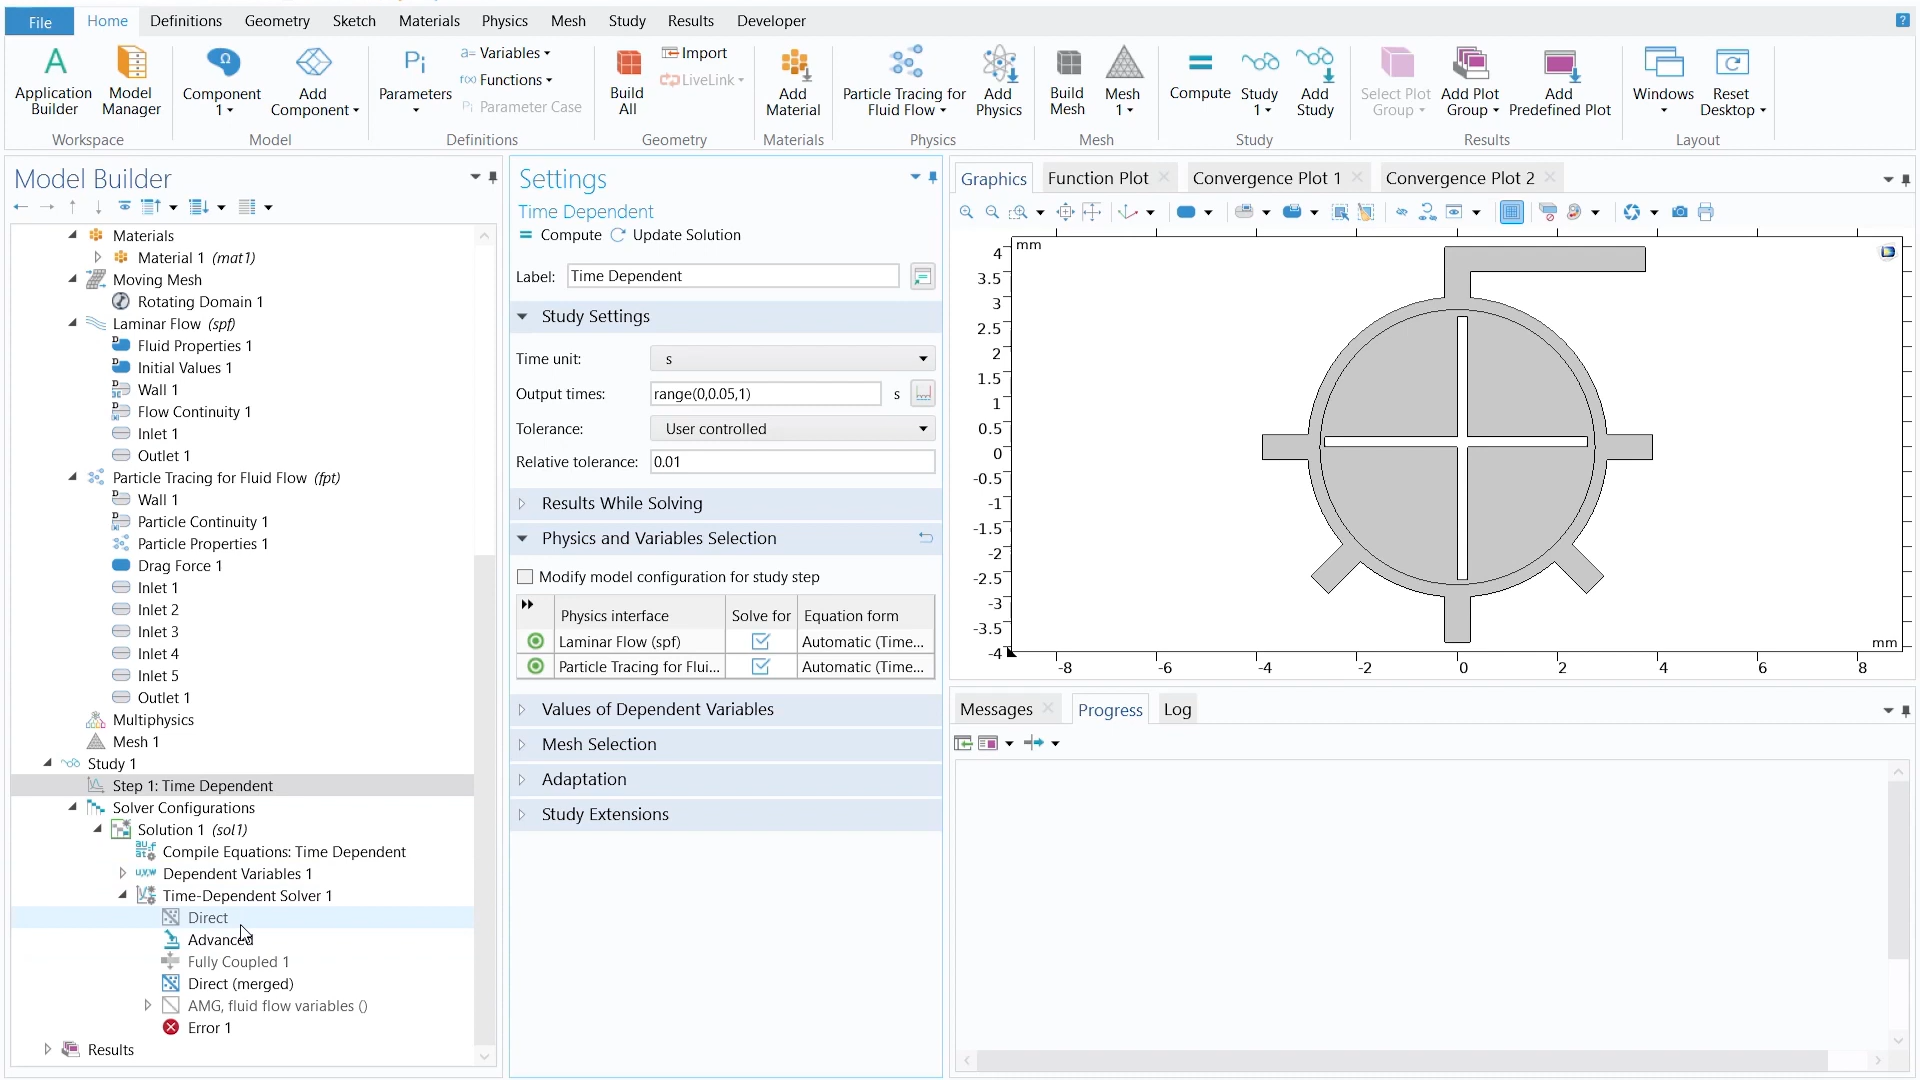 File Home Definitions Geometry Sketch Materials Physics Mesh Study Results Developer
Application Builder
Model Manager
Workspace
Component 1
Add Component
Model
Pi
Parameters
a= Variables
f(x) Functions
Pi Parameter Case
Definitions
Build All
Import
LiveLink
Geometry
Add Material
Materials
Particle Tracing for Fluid Flow
Add Physics
Physics
Build Mesh
Mesh 1
Mesh
Compute
Study 1
Add Study
Study
Select Plot Group
Add Plot Group
Add Predefined Plot
Results
Windows
Reset Desktop
Layout
Model Builder
Materials
Material 1 (mat1)
Moving Mesh
Rotating Domain 1
Laminar Flow (spf)
Fluid Properties 1
Initial Values 1
Wall 1
Flow Continuity 1
Inlet 1
Outlet 1
Particle Tracing for Fluid Flow (fpt)
Wall 1
Particle Continuity 1
Particle Properties 1
Drag Force 1
Inlet 1
Inlet 2
Inlet 3
Inlet 4
Inlet 5
Outlet 1
Multiphysics
Mesh 1
Study 1
Step 1: Time Dependent
Solver Configurations
Solution 1 (sol1)
Compile Equations: Time Dependent
Dependent Variables 1
Time-Dependent Solver 1
Direct
Advanced
Fully Coupled 1
Direct (merged)
AMG, fluid flow variables ()
Error 1
Results
Settings
Time Dependent
= Compute Update Solution
Label: Time Dependent
Study Settings
Time unit: s
Output times: range(0,0.05,1) s
Tolerance: User controlled
Relative tolerance: 0.01
Results While Solving
Physics and Variables Selection
Modify model configuration for study step
Physics interface Solve for Equation form
Laminar Flow (spf) Automatic (Time...
Particle Tracing for Flui... Automatic (Time...
Values of Dependent Variables
Mesh Selection
Adaptation
Study Extensions
Graphics Function Plot Convergence Plot 1 Convergence Plot 2
mm
4
3.5
3
2.5
2
1.5
1
0.5
0
-0.5
-1
-1.5
-2
-2.5
-3
-3.5
-4
mm
-8 -6 -4 -2 0 2 4 6 8
Messages Progress Log